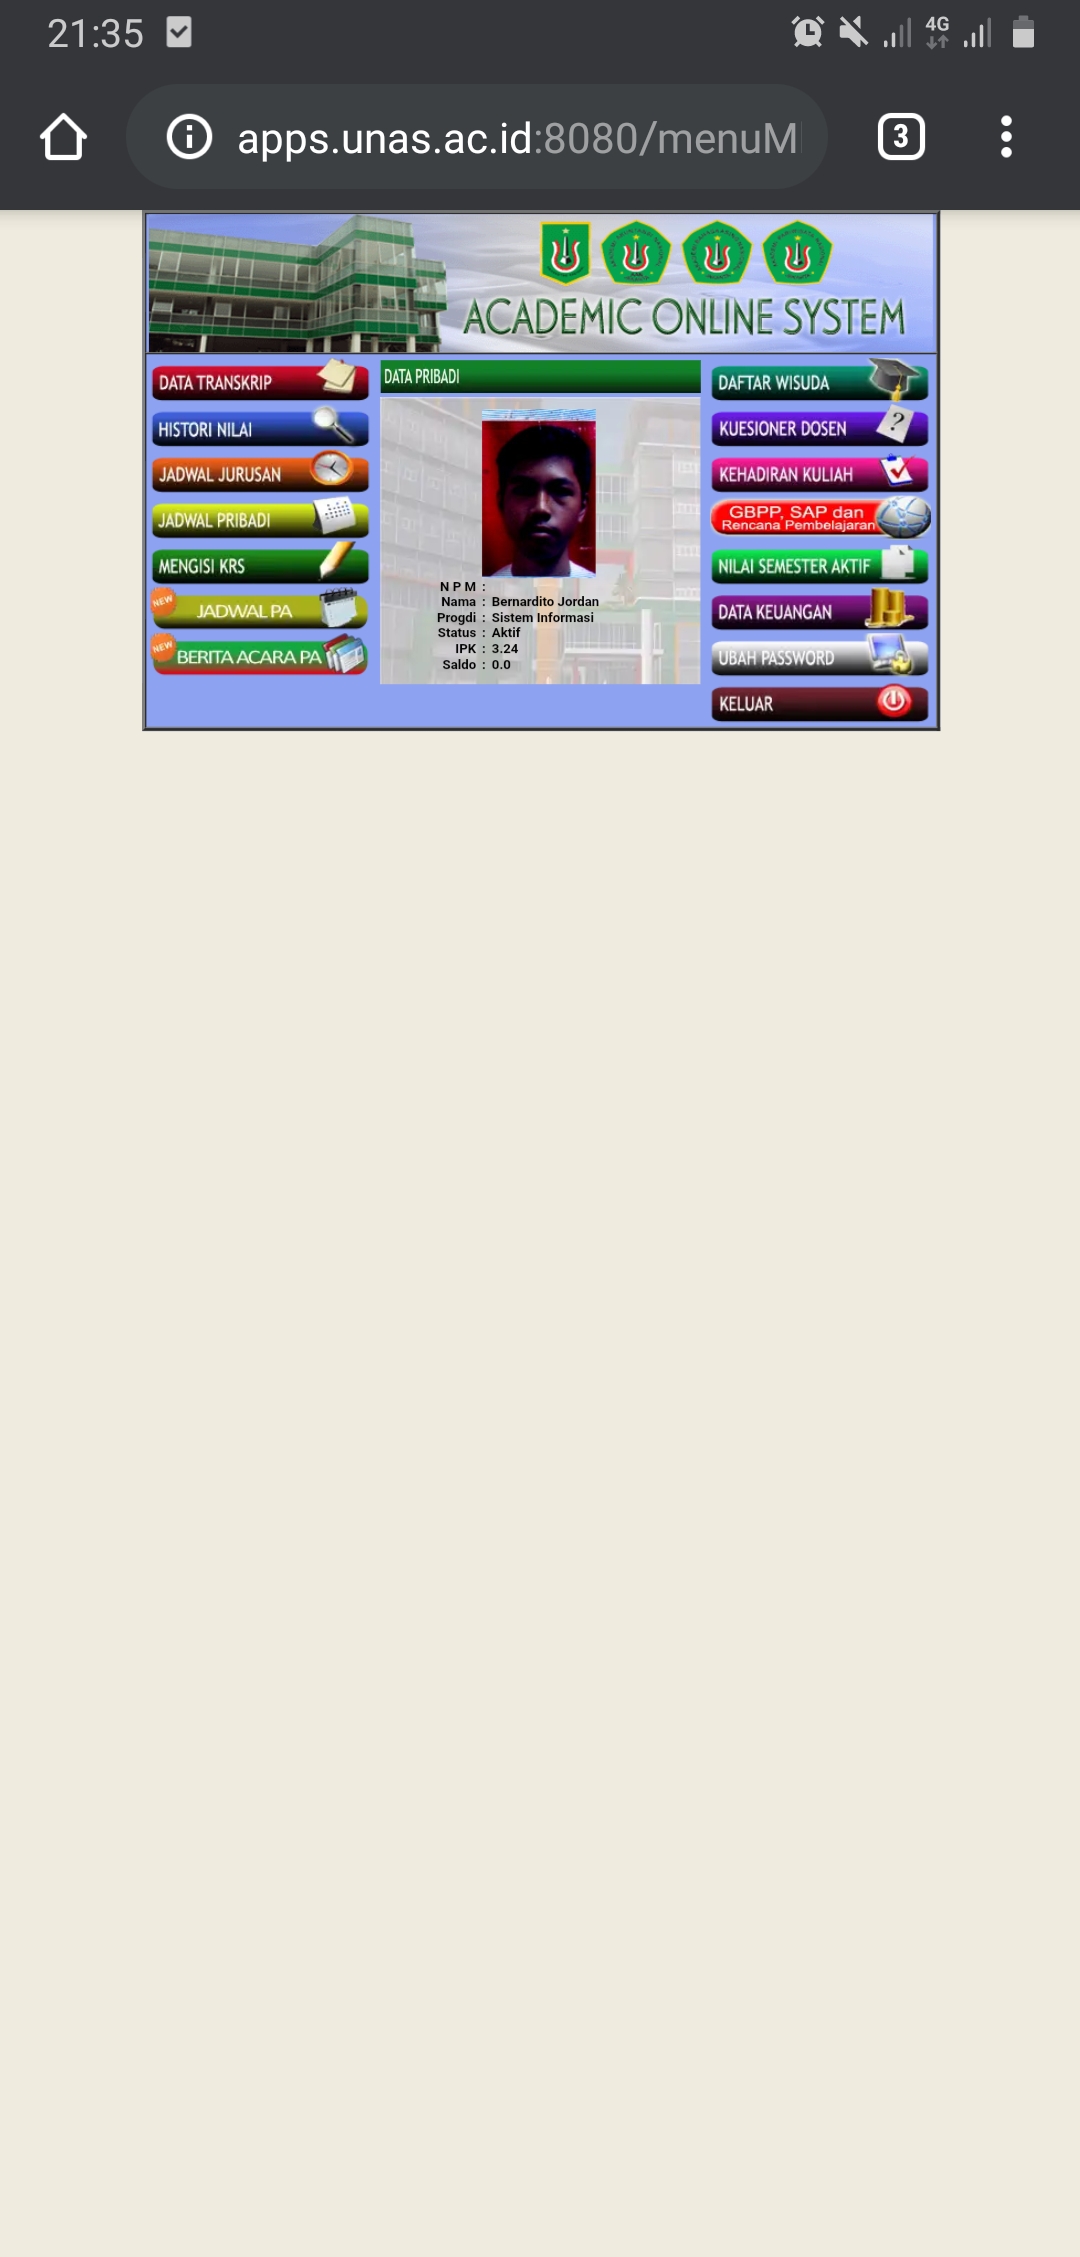 21:35
4G
apps.unas.ac.id:8080/menuM
3
ACADEMIC ONLINE SYSTEM
DATA TRANSKRIP
HISTORI NILAI
JADWAL JURUSAN
JADWAL PRIBADI
MENGISI KRS
NEW JADWAL PA
NEW BERITA ACARA PA
DATA PRIBADI
N P M :
Nama : Bernardito Jordan
Progdi : Sistem Informasi
Status : Aktif
IPK : 3.24
Saldo : 0.0
DAFTAR WISUDA
KUESIONER DOSEN ?
KEHADIRAN KULIAH
GBPP, SAP dan
Rencana Pembelajaran
NILAI SEMESTER AKTIF
DATA KEUANGAN
UBAH PASSWORD
KELUAR